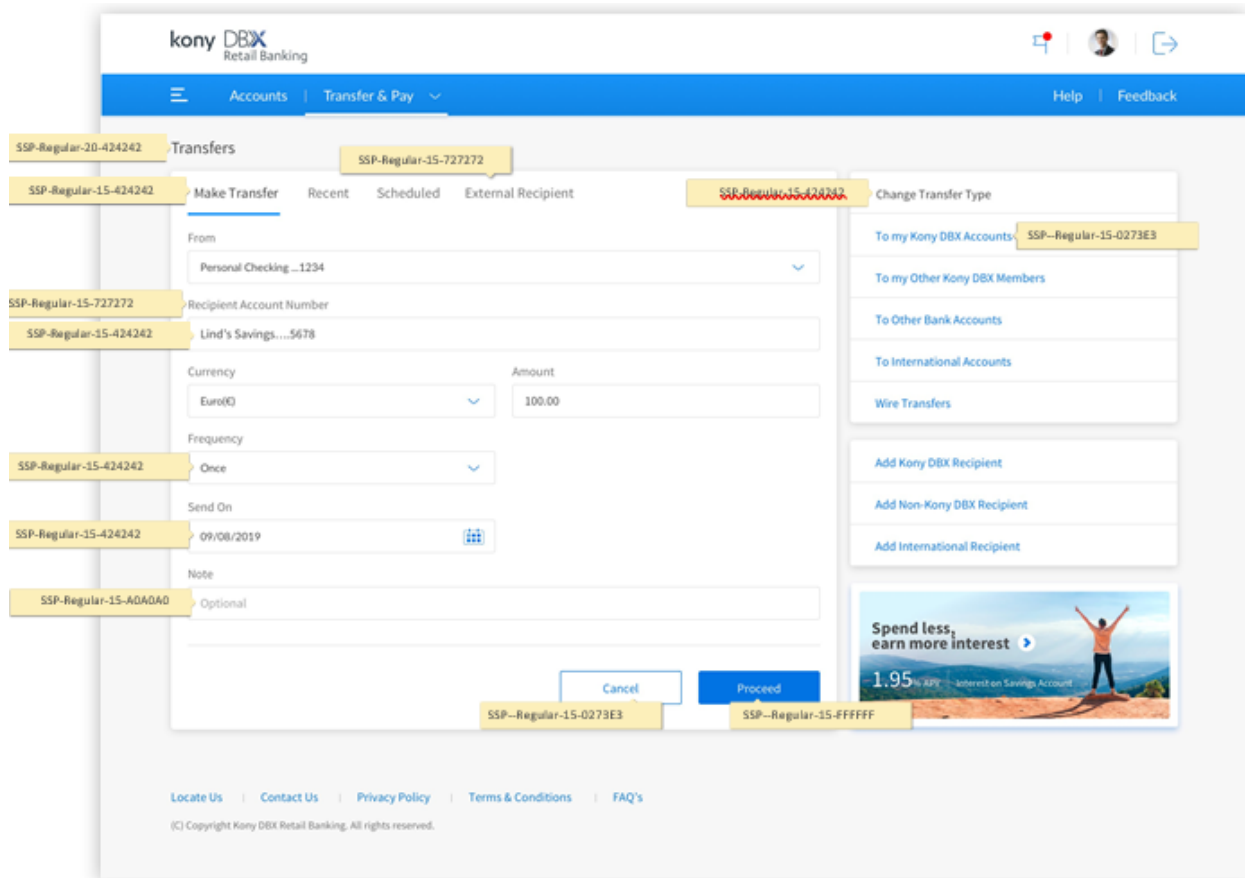 kony DBX
Retail Banking
Accounts | Transfer & Pay
Help | Feedback
SSP-Regular-20-424242
Transfers
SSP-Regular-15-727272
SSP-Regular-15-424242
Make Transfer Recent Scheduled External Recipient
SSP-Regular-15-424242
Change Transfer Type
From
To my Kony DBX Accounts
SSP--Regular-15-0273E3
Personal Checking ...1234
To my Other Kony DBX Members
SSP-Regular-15-727272
Recipient Account Number
To Other Bank Accounts
SSP-Regular-15-424242
Lind's Savings....5678
To International Accounts
Currency Amount
Euro(€) 100.00
Wire Transfers
Frequency
SSP-Regular-15-424242
Once
Add Kony DBX Recipient
Send On
Add Non-Kony DBX Recipient
SSP-Regular-15-424242
09/08/2019
Add International Recipient
Note
SSP-Regular-15-A0A0A0
Optional
Spend less,
earn more interest
1.95% APY Interest on Savings Account
Cancel Proceed
SSP--Regular-15-0273E3
SSP--Regular-15-FFFFFF
Locate Us | Contact Us | Privacy Policy | Terms & Conditions | FAQ's
(C) Copyright Kony DBX Retail Banking. All rights reserved.